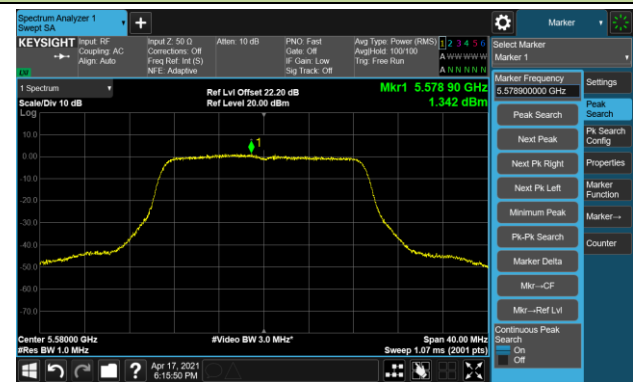 Spectrum Analyzer 1
Swept SA
+
Marker
KEYSIGHT
Input: RF
Coupling: AC
Align: Auto
Input Z: 50 Ω
Corrections: Off
Freq Ref: Int (S)
NFE: Adaptive
Atten: 10 dB
PNO: Fast
Gate: Off
IF Gain: Low
Sig Track: Off
Avg Type: Power (RMS)
Avg|Hold: 100/100
Trig: Free Run
1 2 3 4 5 6
A W W W W W
A N N N N N
Select Marker
Marker 1
1 Spectrum
Scale/Div 10 dB
Log
Ref Lvl Offset 22.20 dB
Ref Level 20.00 dBm
Mkr1 5.578 90 GHz
1.342 dBm
Marker Frequency
5.578900000 GHz
Settings
Peak Search
Peak
Search
Next Peak
Pk Search
Config
Next Pk Right
Properties
Next Pk Left
Marker
Function
Minimum Peak
Marker→
Pk-Pk Search
Counter
Marker Delta
Mkr→CF
Mkr→Ref Lvl
Continuous Peak
Search
On
Off
10.0
0.00
-10.0
-20.0
-30.0
-40.0
-50.0
-60.0
-70.0
1
Center 5.58000 GHz
#Res BW 1.0 MHz
#Video BW 3.0 MHz*
Span 40.00 MHz
Sweep 1.07 ms (2001 pts)
?
Apr 17, 2021
6:15:50 PM